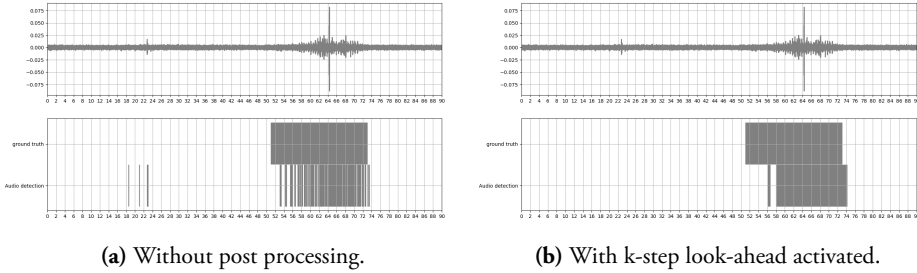 0.075
0.050
0.025
0.000
−0.025
−0.050
−0.075
0 2 4 6 8 10 12 14 16 18 20 22 24 26 28 30 32 34 36 38 40 42 44 46 48 50 52 54 56 58 60 62 64 66 68 70 72 74 76 78 80 82 84 86 88 90
ground truth
Audio detection
0 2 4 6 8 10 12 14 16 18 20 22 24 26 28 30 32 34 36 38 40 42 44 46 48 50 52 54 56 58 60 62 64 66 68 70 72 74 76 78 80 82 84 86 88 90
(a) Without post processing.
0.075
0.050
0.025
0.000
−0.025
−0.050
−0.075
0 2 4 6 8 10 12 14 16 18 20 22 24 26 28 30 32 34 36 38 40 42 44 46 48 50 52 54 56 58 60 62 64 66 68 70 72 74 76 78 80 82 84 86 88 90
ground truth
Audio detection
0 2 4 6 8 10 12 14 16 18 20 22 24 26 28 30 32 34 36 38 40 42 44 46 48 50 52 54 56 58 60 62 64 66 68 70 72 74 76 78 80 82 84 86 88 90
(b) With k-step look-ahead activated.